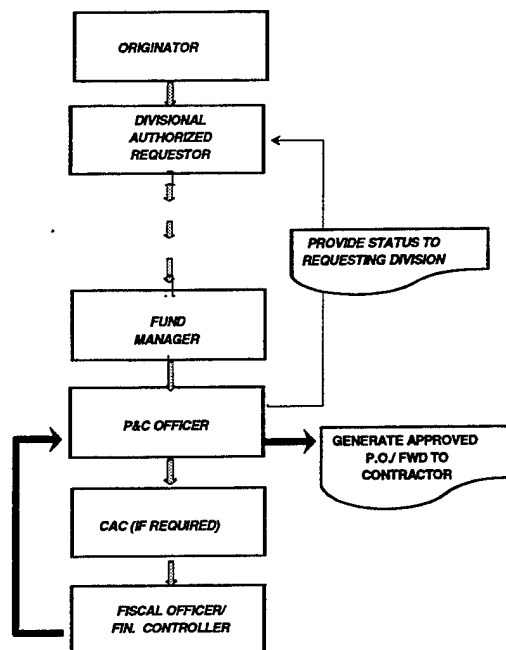 ORIGINATOR
DIVISIONAL
AUTHORIZED
REQUESTOR
PROVIDE STATUS TO
REQUESTING DIVISION
FUND
MANAGER
P&C OFFICER
GENERATE APPROVED
P.O./ FWD TO
CONTRACTOR
CAC (IF REQUIRED)
FISCAL OFFICER/
FIN. CONTROLLER